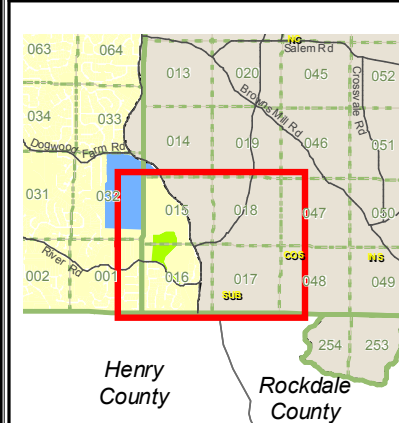 NS
Salem Rd
063 064 013 020 045 052
Browns Mill Rd
Crossvale Rd
034 033 014 019 046 051
Dogwood Farm Rd
031 032 015 018 047 050
River Rd
COS NS
002 001 016 017 048 049
SUB
254 253
Henry
County
Rockdale
County